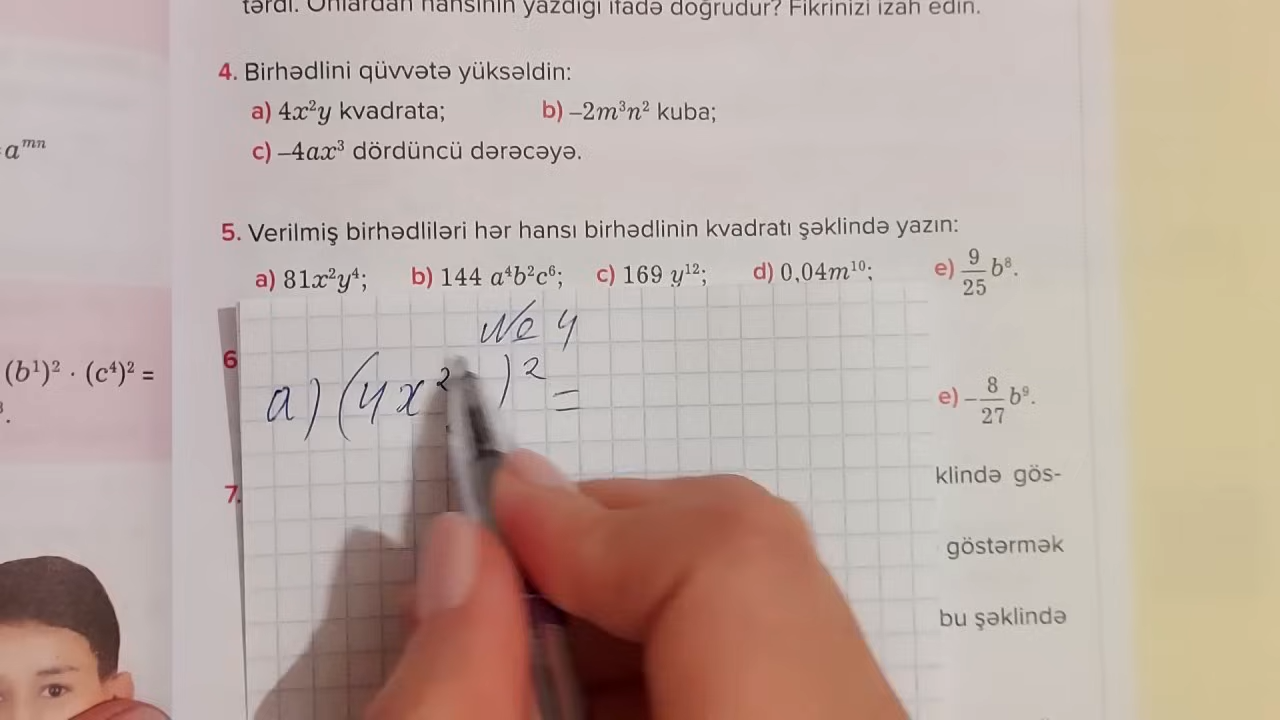 tərdi. Onlardan hansının yazdığı ifadə doğrudur? Fikrinizi izah edin.
4. Birhədlini qüvvətə yüksəldin:
a) 4x²y kvadrata; b) –2m³n² kuba;
c) –4ax³ dördüncü dərəcəyə.
aᵐⁿ
5. Verilmiş birhədliləri hər hansı birhədlinin kvadratı şəklində yazın:
a) 81x²y⁴; b) 144 a⁴b²c⁶; c) 169 y¹²; d) 0,04m¹⁰; e) 9/25 b⁸.
№ 4
6
(b¹)² · (c⁴)² =
a) (4x² )² =
e) –8/27 b⁹.
klində gös-
7.
göstərmək
bu şəklində